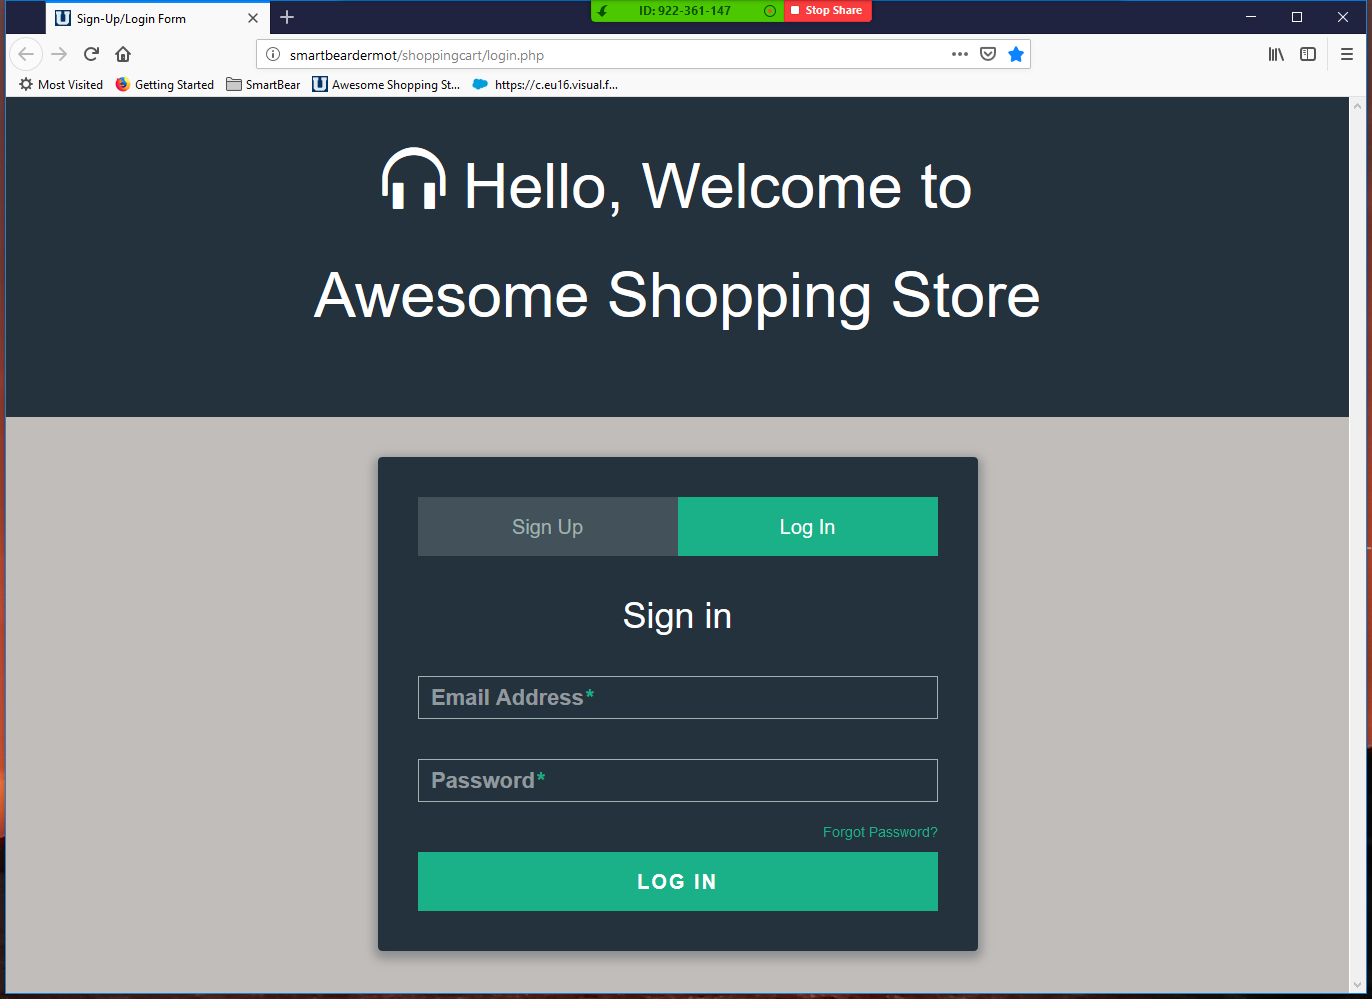 Sign-Up/Login Form
ID: 922-361-147
Stop Share
smartbeardermot/shoppingcart/login.php
Most Visited
Getting Started
SmartBear
Awesome Shopping St...
https://c.eu16.visual.f...
Hello, Welcome to
Awesome Shopping Store
Sign Up
Log In
Sign in
Email Address*
Password*
Forgot Password?
LOG IN